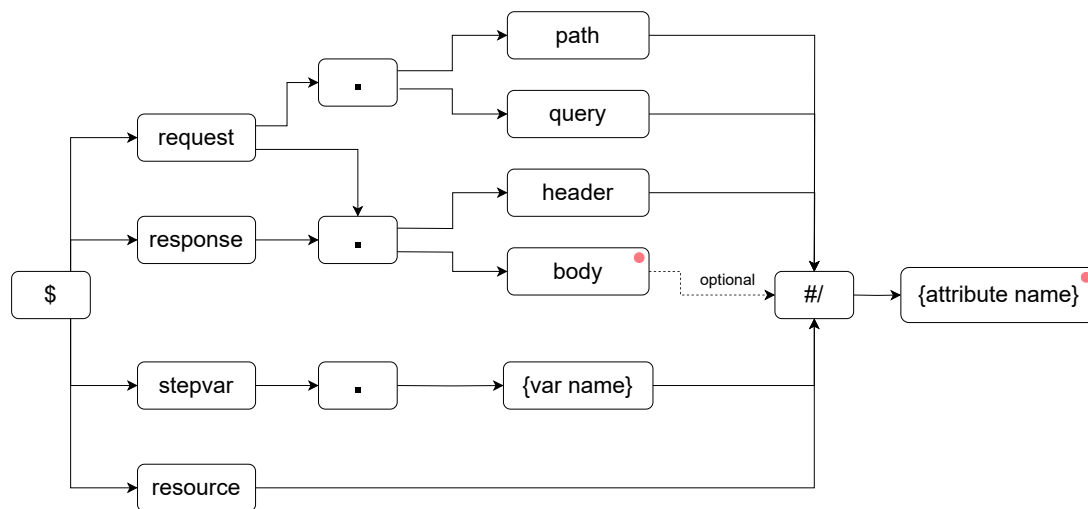 path
.
query
request
header
response
.
body
optional
$
#/
{attribute name}
stepvar
.
{var name}
resource